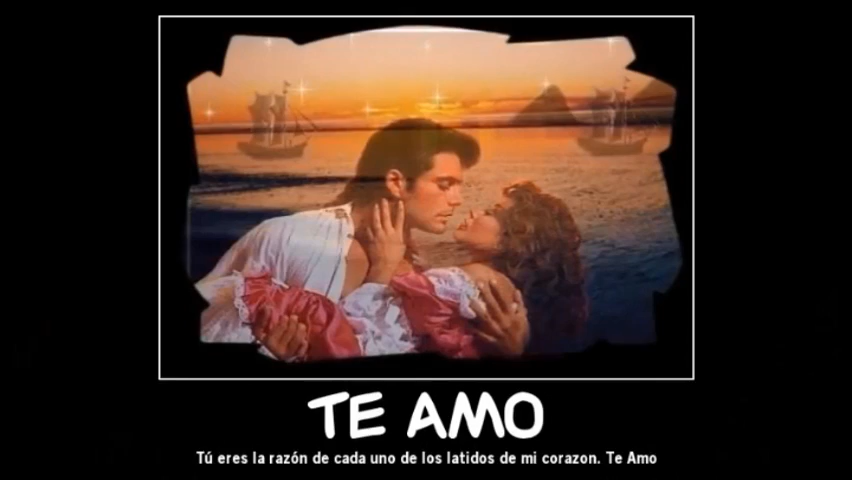 TE AMO
Tú eres la razón de cada uno de los latidos de mi corazon. Te Amo